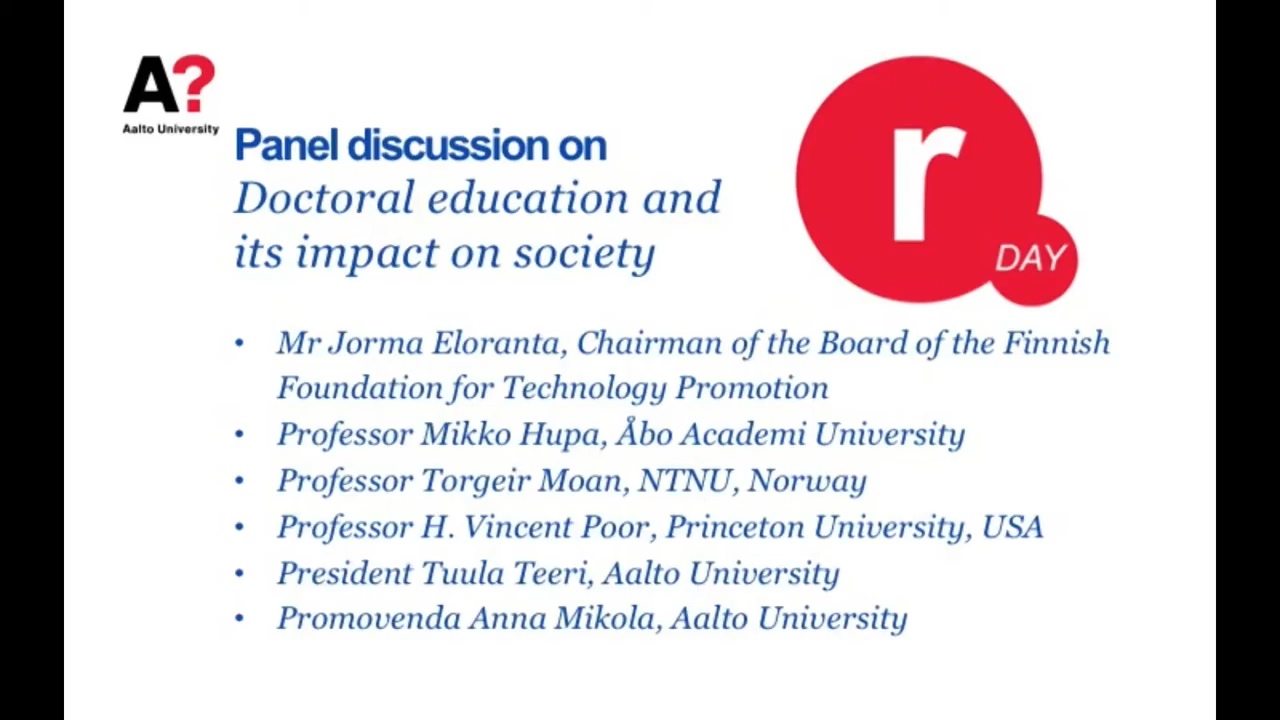 A?
Aalto University
Panel discussion on
Doctoral education and
its impact on society
r
DAY
• Mr Jorma Eloranta, Chairman of the Board of the Finnish
Foundation for Technology Promotion
• Professor Mikko Hupa, Åbo Academi University
• Professor Torgeir Moan, NTNU, Norway
• Professor H. Vincent Poor, Princeton University, USA
• President Tuula Teeri, Aalto University
• Promovenda Anna Mikola, Aalto University